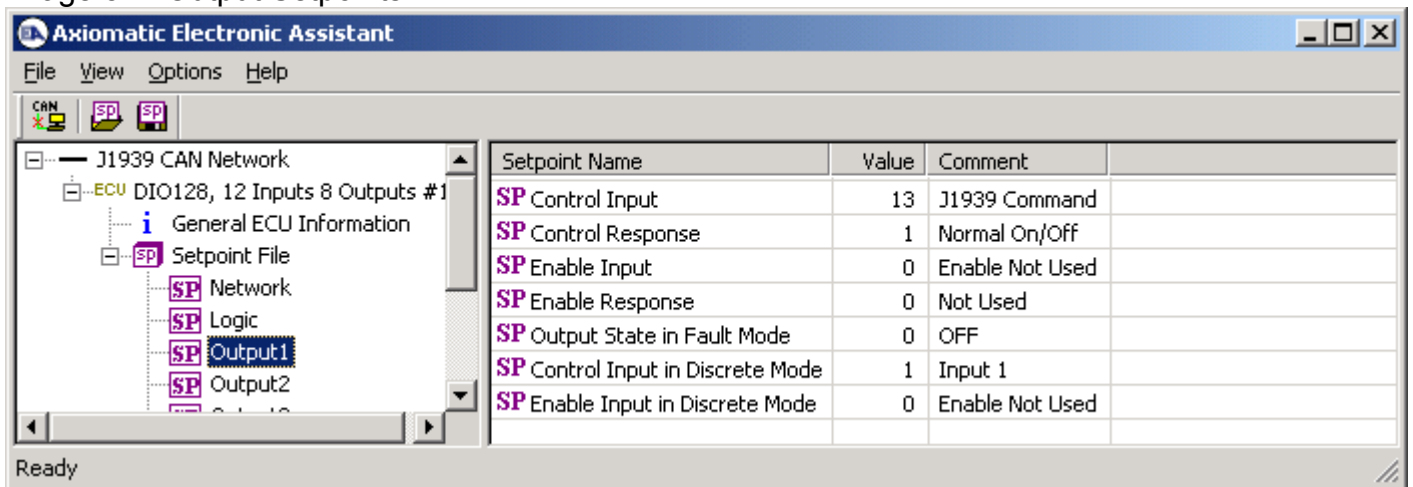 Axiomatic Electronic Assistant
File View Options Help
CAN SP SP
J1939 CAN Network
ECU DIO128, 12 Inputs 8 Outputs #1
i General ECU Information
SP Setpoint File
SP Network
SP Logic
SP Output1
SP Output2
Setpoint Name Value Comment
SP Control Input 13 J1939 Command
SP Control Response 1 Normal On/Off
SP Enable Input 0 Enable Not Used
SP Enable Response 0 Not Used
SP Output State in Fault Mode 0 OFF
SP Control Input in Discrete Mode 1 Input 1
SP Enable Input in Discrete Mode 0 Enable Not Used
Ready